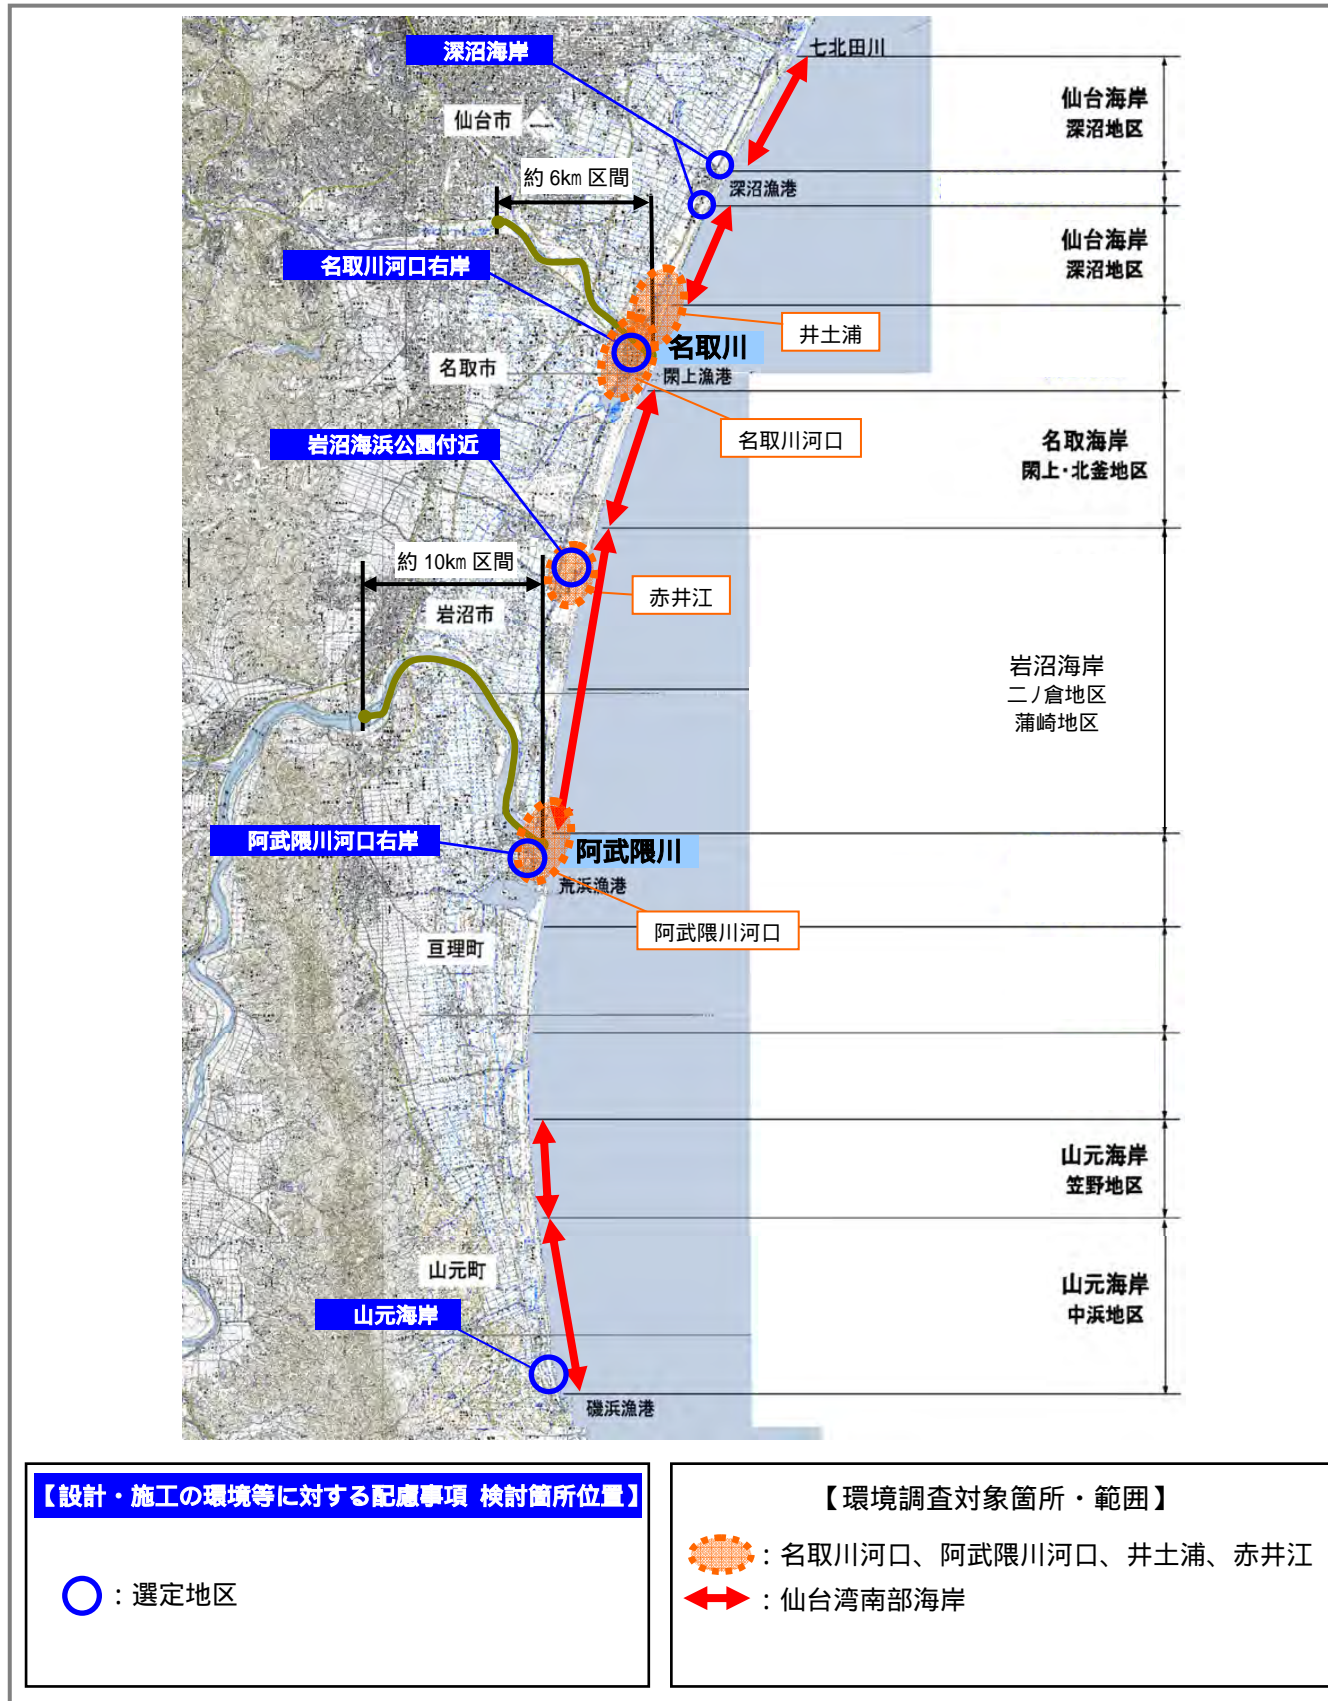 七北田川
深沼海岸
仙台海岸
深沼地区
仙台市
約 6km 区間
深沼漁港
仙台海岸
深沼地区
名取川河口右岸
井土浦
名取川
名取市
閖上漁港
名取川河口
名取海岸
閖上・北釜地区
岩沼海浜公園付近
約 10km 区間
赤井江
岩沼市
岩沼海岸
二ノ倉地区
蒲崎地区
阿武隈川河口右岸
阿武隈川
荒浜漁港
阿武隈川河口
亘理町
山元海岸
笠野地区
山元町
山元海岸
中浜地区
山元海岸
磯浜漁港
【設計・施工の環境等に対する配慮事項 検討箇所位置】
：選定地区
【環境調査対象箇所・範囲】
：名取川河口、阿武隈川河口、井土浦、赤井江
：仙台湾南部海岸